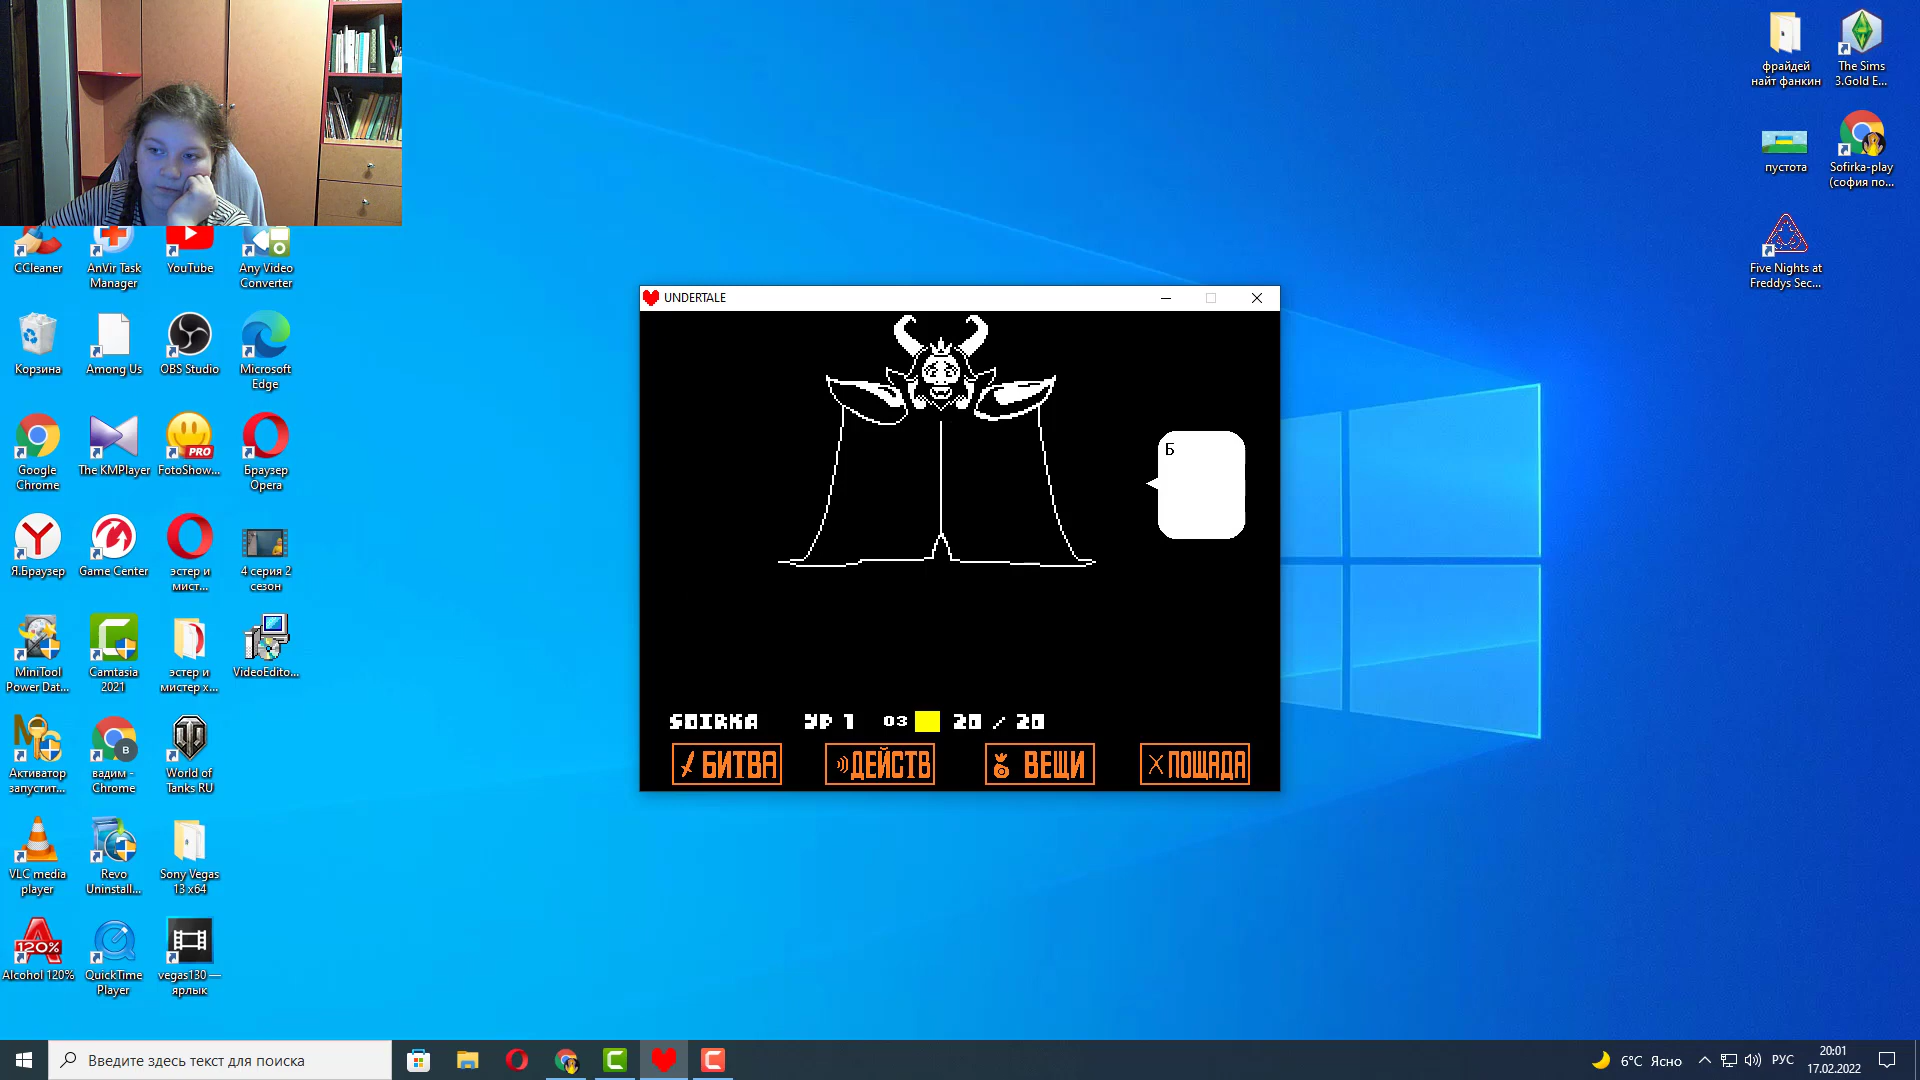 фрайдей
найт фанкин
The Sims
3.Gold E...
пустота
Sofirka-play
(софия по...
Five Nights at
Freddys Sec...
CCleaner
AnVir Task
Manager
YouTube
Any Video
Converter
Корзина
Among Us
OBS Studio
Microsoft
Edge
Google
Chrome
The KMPlayer
PRO
FotoShow...
Браузер
Opera
Я.Браузер
Game Center
эстер и
мист...
4 серия 2
сезон
MiniTool
Power Dat...
Camtasia
2021
эстер и
мистер х...
VideoEdito...
Активатор
запустит...
В
вадим -
Chrome
World of
Tanks RU
VLC media
player
Revo
Uninstall...
Sony Vegas
13 x64
120%
Alcohol 120%
QuickTime
Player
vegas130 —
ярлык
UNDERTALE
Б
SOIRKA УР 1 ОЗ 20 / 20
БИТВА
ДЕЙСТВ
ВЕЩИ
ПОЩАДА
Введите здесь текст для поиска
6°C Ясно
РУС
20:01
17.02.2022